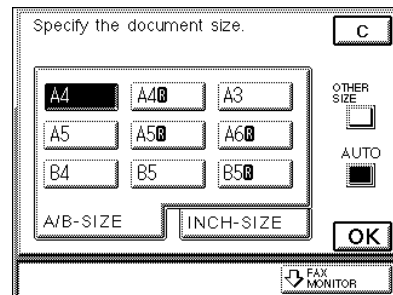 Specify the document size.
C
A4
A4R
A3
OTHER
SIZE
A5
A5R
A6R
AUTO
B4
B5
B5R
A/B-SIZE
INCH-SIZE
OK
FAX
MONITOR